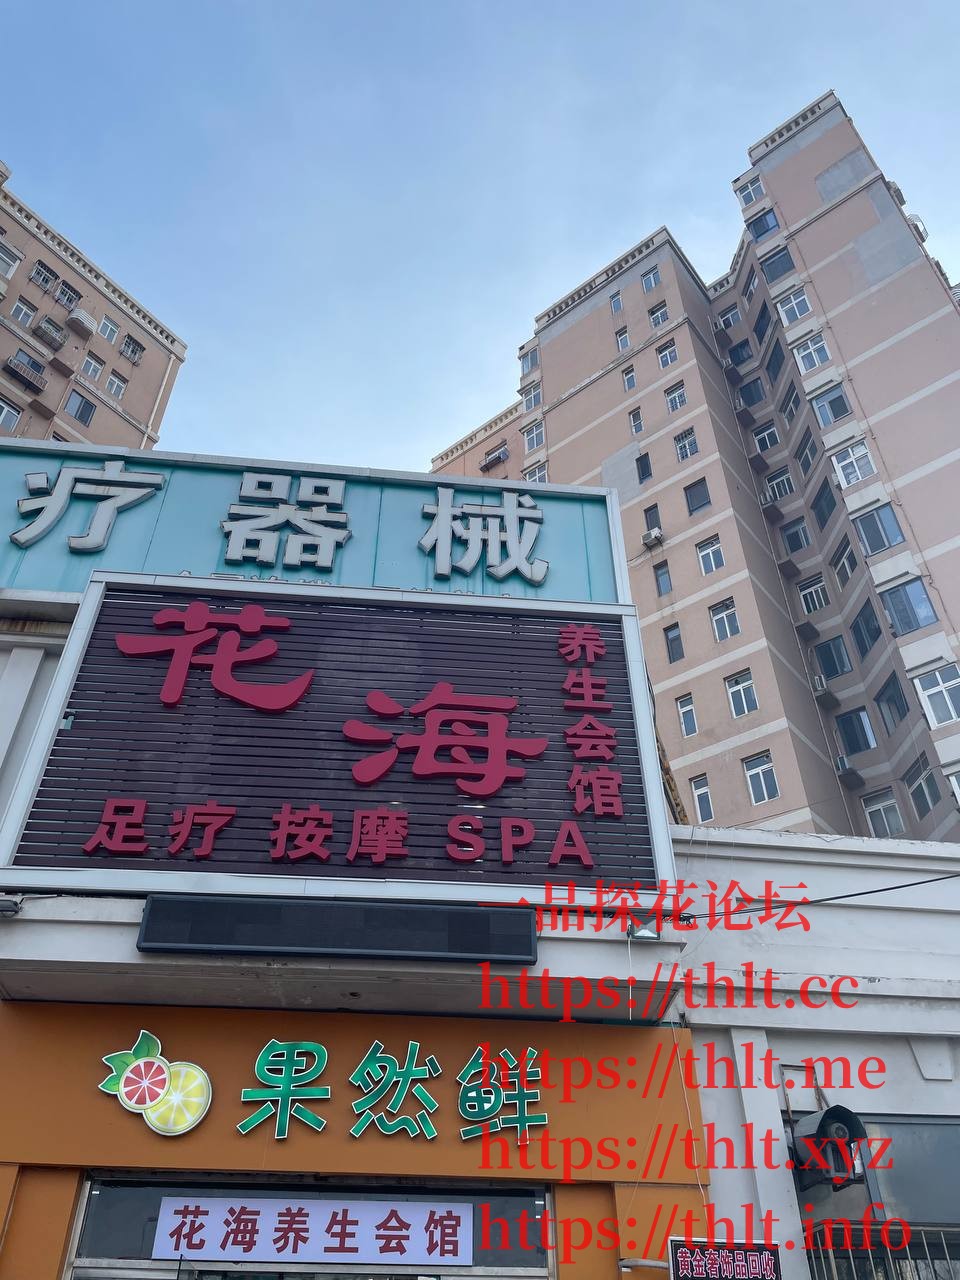 疗器械
花海
养生会馆
足疗 按摩 SPA
一品探花论坛
https://thlt.cc
https://thlt.me
https://thlt.xyz
https://thlt.info
果然鲜
花海养生会馆
黄金奢饰品回收